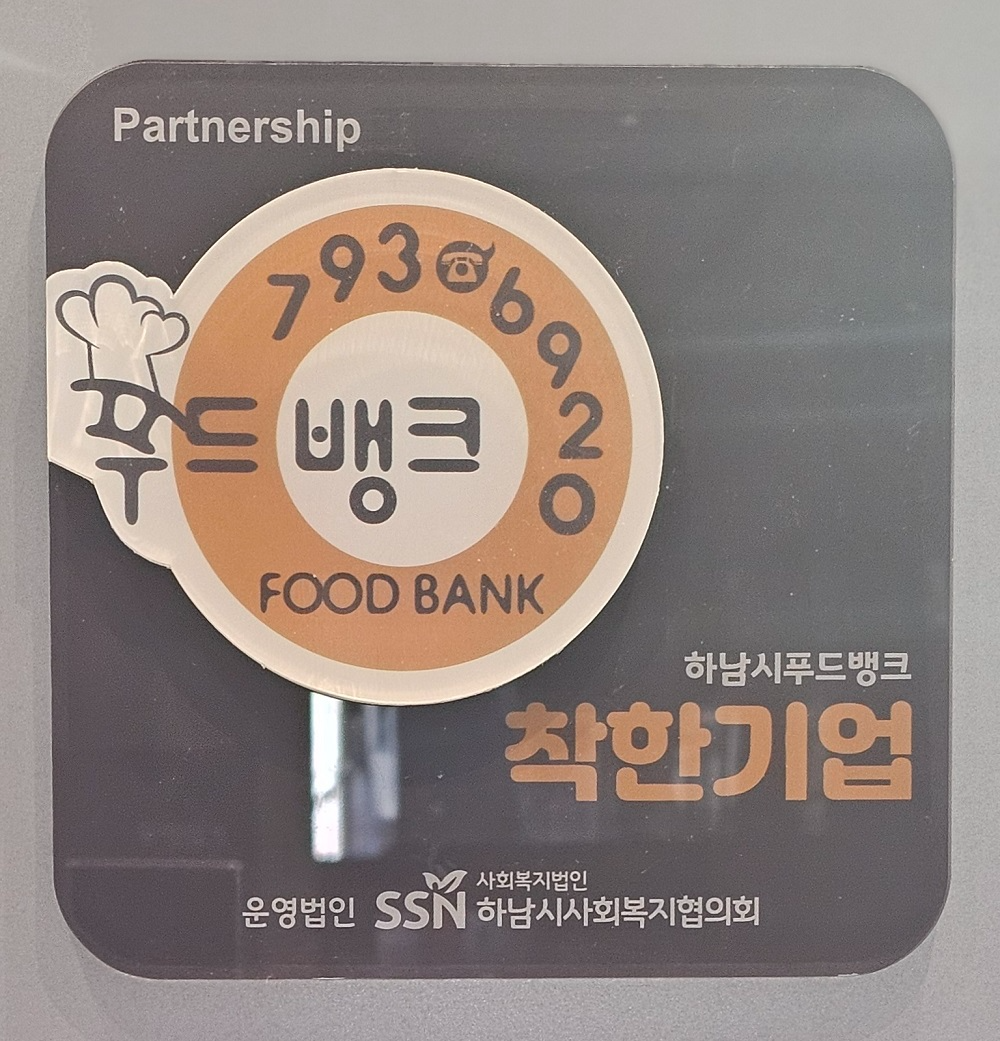 Partnership
793☎6920
푸드뱅크
FOOD BANK
하남시푸드뱅크
착한기업
운영법인 SSN 사회복지법인
하남시사회복지협의회